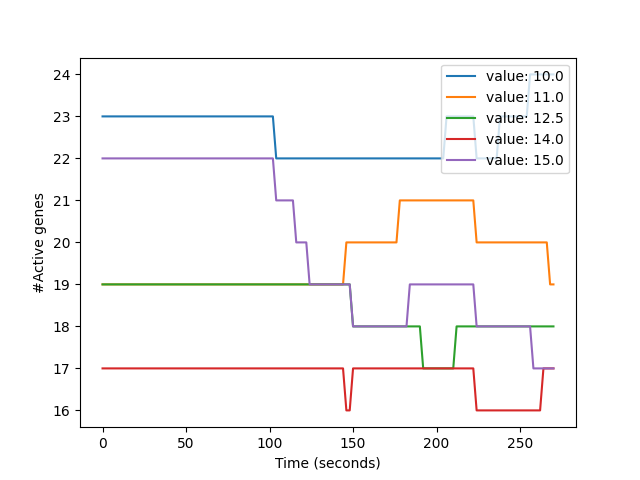 24
23
22
21
20
19
18
17
16
#Active genes
0
50
100
150
200
250
Time (seconds)
value: 10.0
value: 11.0
value: 12.5
value: 14.0
value: 15.0